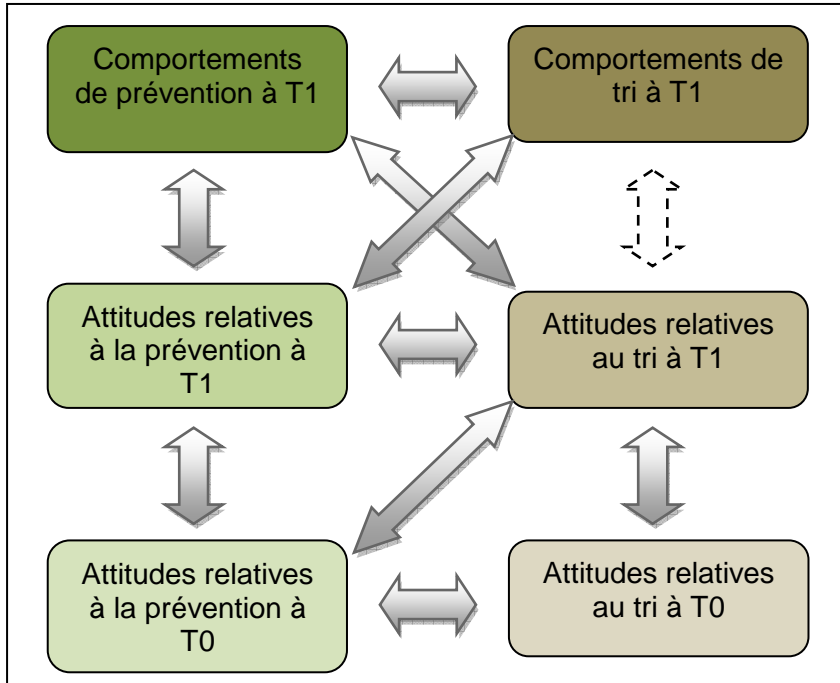 Comportements
de prévention à T1
Comportements de
tri à T1
Attitudes relatives
à la prévention à
T1
Attitudes relatives
au tri à T1
Attitudes relatives
à la prévention à
T0
Attitudes relatives
au tri à T0